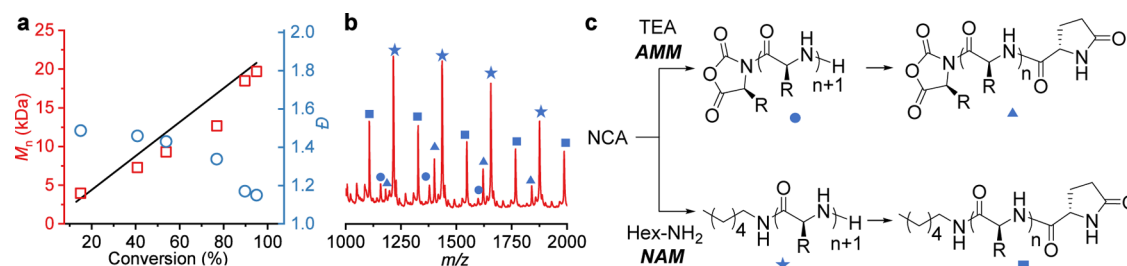 a
25
20
15
10
5
0
Mn (kDa)
20 40 60 80 100
Conversion (%)
2.0
1.8
1.6
1.4
1.2
1.0
Đ
b
1000 1250 1500 1750 2000
m/z
c
NCA
TEA
AMM
O
O
N
O
O
R
R
N
H
H
n+1
O
O
N
O
O
R
R
H
N
n
O
N
H
O
Hex-NH2
NAM
4
H
N
O
R
H
N
H
n+1
4
H
N
O
R
H
N
n
O
N
H
O